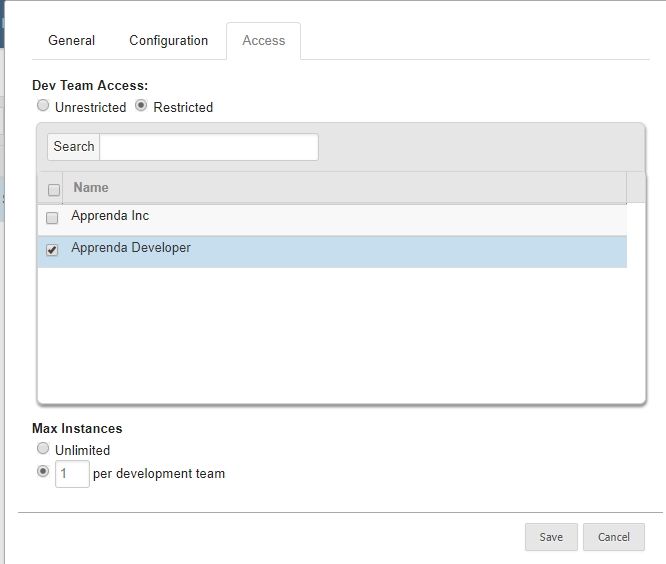 General Configuration Access
Dev Team Access:
Unrestricted Restricted
Search
Name
Apprenda Inc
Apprenda Developer
Max Instances
Unlimited
1 per development team
Save Cancel